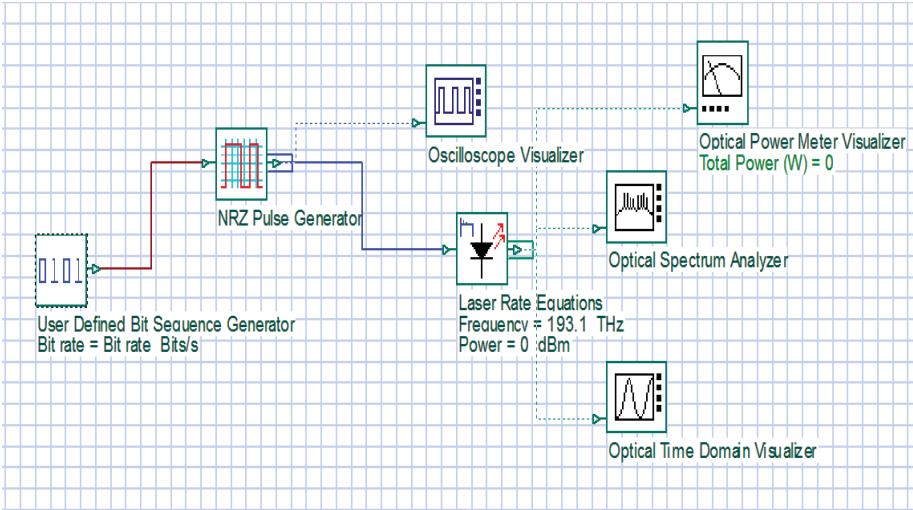 Optical Power Meter Visualizer
Total Power (W) = 0
Oscilloscope Visualizer
NRZ Pulse Generator
Optical Spectrum Analyzer
0101
User Defined Bit Sequence Generator
Bit rate = Bit rate Bits/s
Laser Rate Equations
Frequency = 193.1 THz
Power = 0 dBm
Optical Time Domain Visualizer